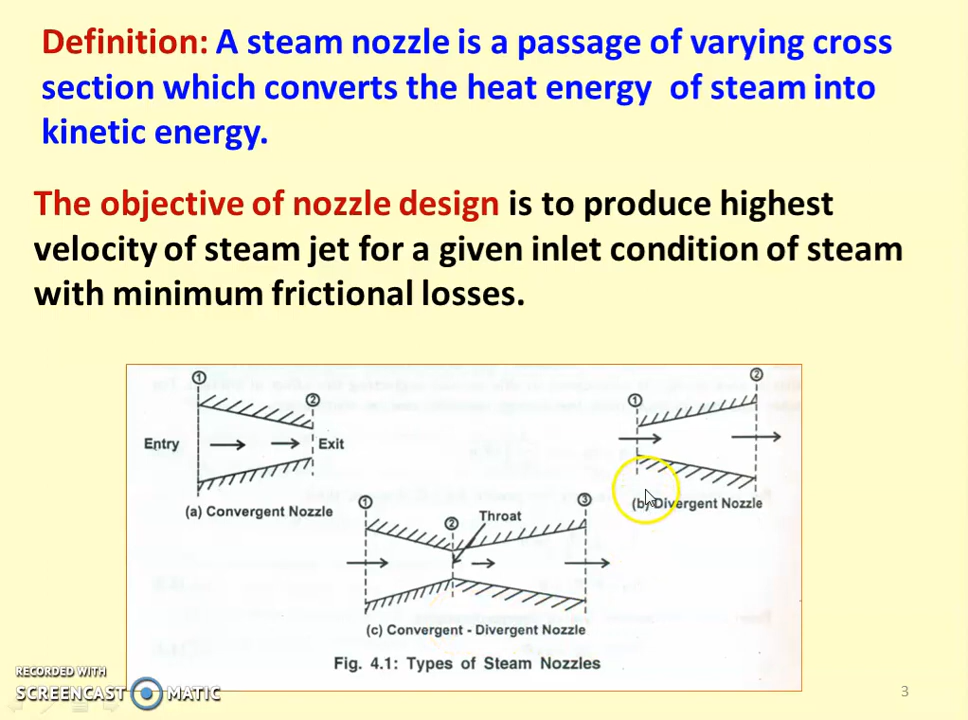 Definition: A steam nozzle is a passage of varying cross
section which converts the heat energy of steam into
kinetic energy.
The objective of nozzle design is to produce highest
velocity of steam jet for a given inlet condition of steam
with minimum frictional losses.
1
2
Entry
Exit
(a) Convergent Nozzle
1
2
(b) Divergent Nozzle
1
2
3
Throat
(c) Convergent - Divergent Nozzle
Fig. 4.1: Types of Steam Nozzles
RECORDED WITH
SCREENCAST MATIC
3